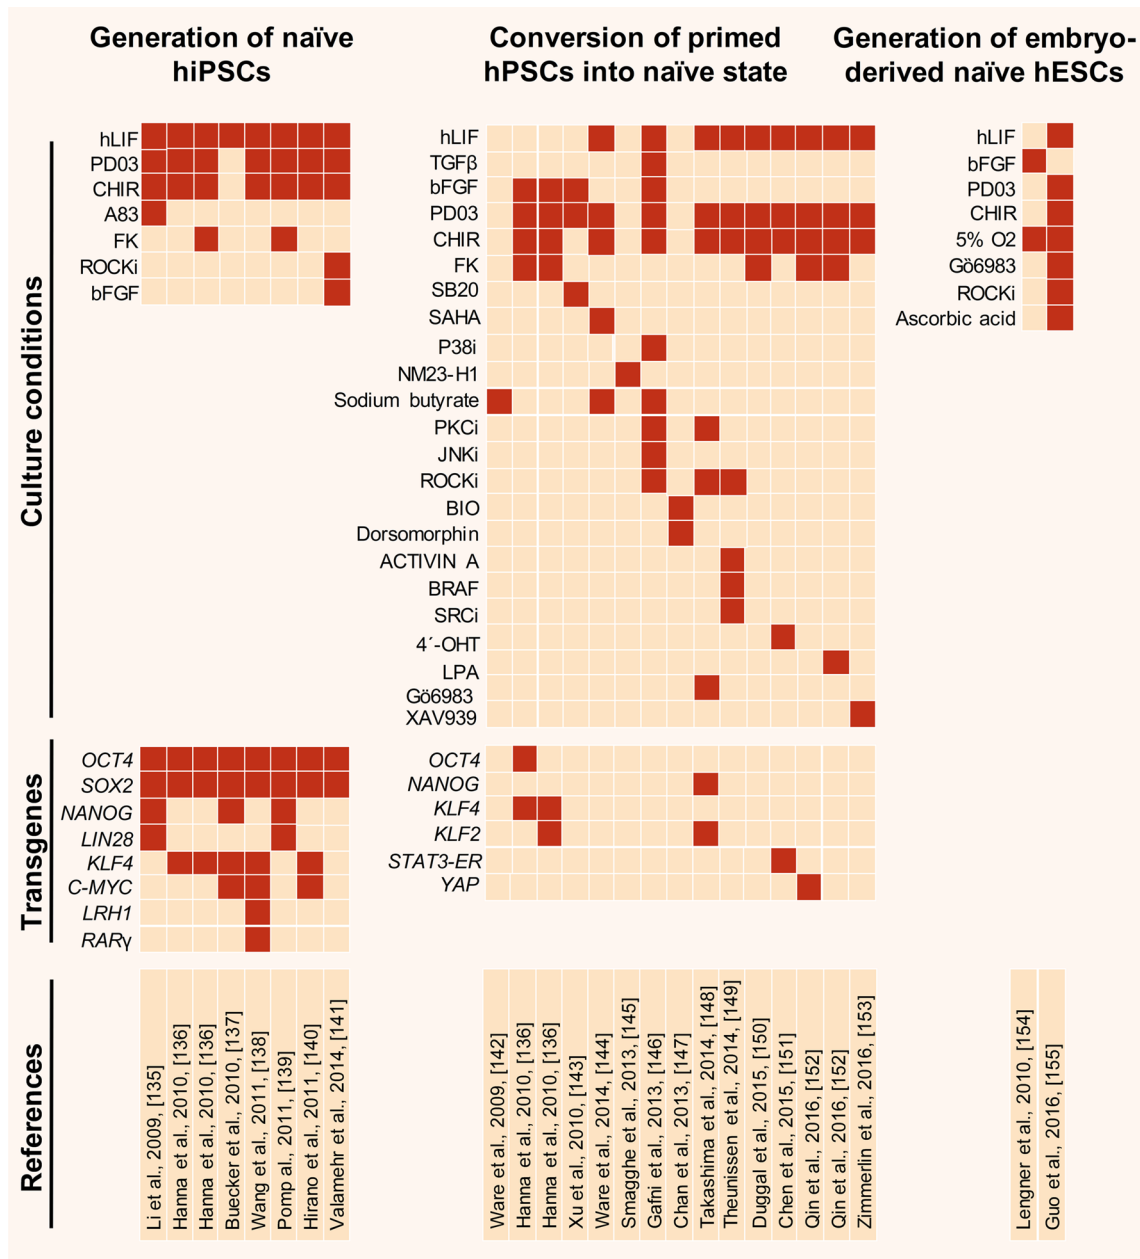 Generation of naïve
hiPSCs
Conversion of primed
hPSCs into naïve state
Generation of embryo-
derived naïve hESCs
Culture conditions
hLIF
PD03
CHIR
A83
FK
ROCKi
bFGF
hLIF
TGFβ
bFGF
PD03
CHIR
FK
SB20
SAHA
P38i
NM23-H1
Sodium butyrate
PKCi
JNKi
ROCKi
BIO
Dorsomorphin
ACTIVIN A
BRAF
SRCi
4´-OHT
LPA
Gö6983
XAV939
hLIF
bFGF
PD03
CHIR
5% O2
Gö6983
ROCKi
Ascorbic acid
Transgenes
OCT4
SOX2
NANOG
LIN28
KLF4
C-MYC
LRH1
RARγ
OCT4
NANOG
KLF4
KLF2
STAT3-ER
YAP
References
Li et al., 2009, [135]
Hanna et al., 2010, [136]
Hanna et al., 2010, [136]
Buecker et al., 2010, [137]
Wang et al., 2011, [138]
Pomp al., 2011, [139]
Hirano et al., 2011, [140]
Valamehr et al., 2014, [141]
Ware et al., 2009, [142]
Hanna et al., 2010, [136]
Hanna et al., 2010, [136]
Xu et al., 2010, [143]
Ware et al., 2014, [144]
Smagghe et al., 2013, [145]
Gafni et al., 2013, [146]
Chan et al., 2013, [147]
Takashima et al., 2014, [148]
Theunissen et al., 2014, [149]
Duggal et al., 2015, [150]
Chen et al., 2015, [151]
Qin et al., 2016, [152]
Qin et al., 2016, [152]
Zimmerlin et al., 2016, [153]
Lengner et al., 2010, [154]
Guo et al., 2016, [155]